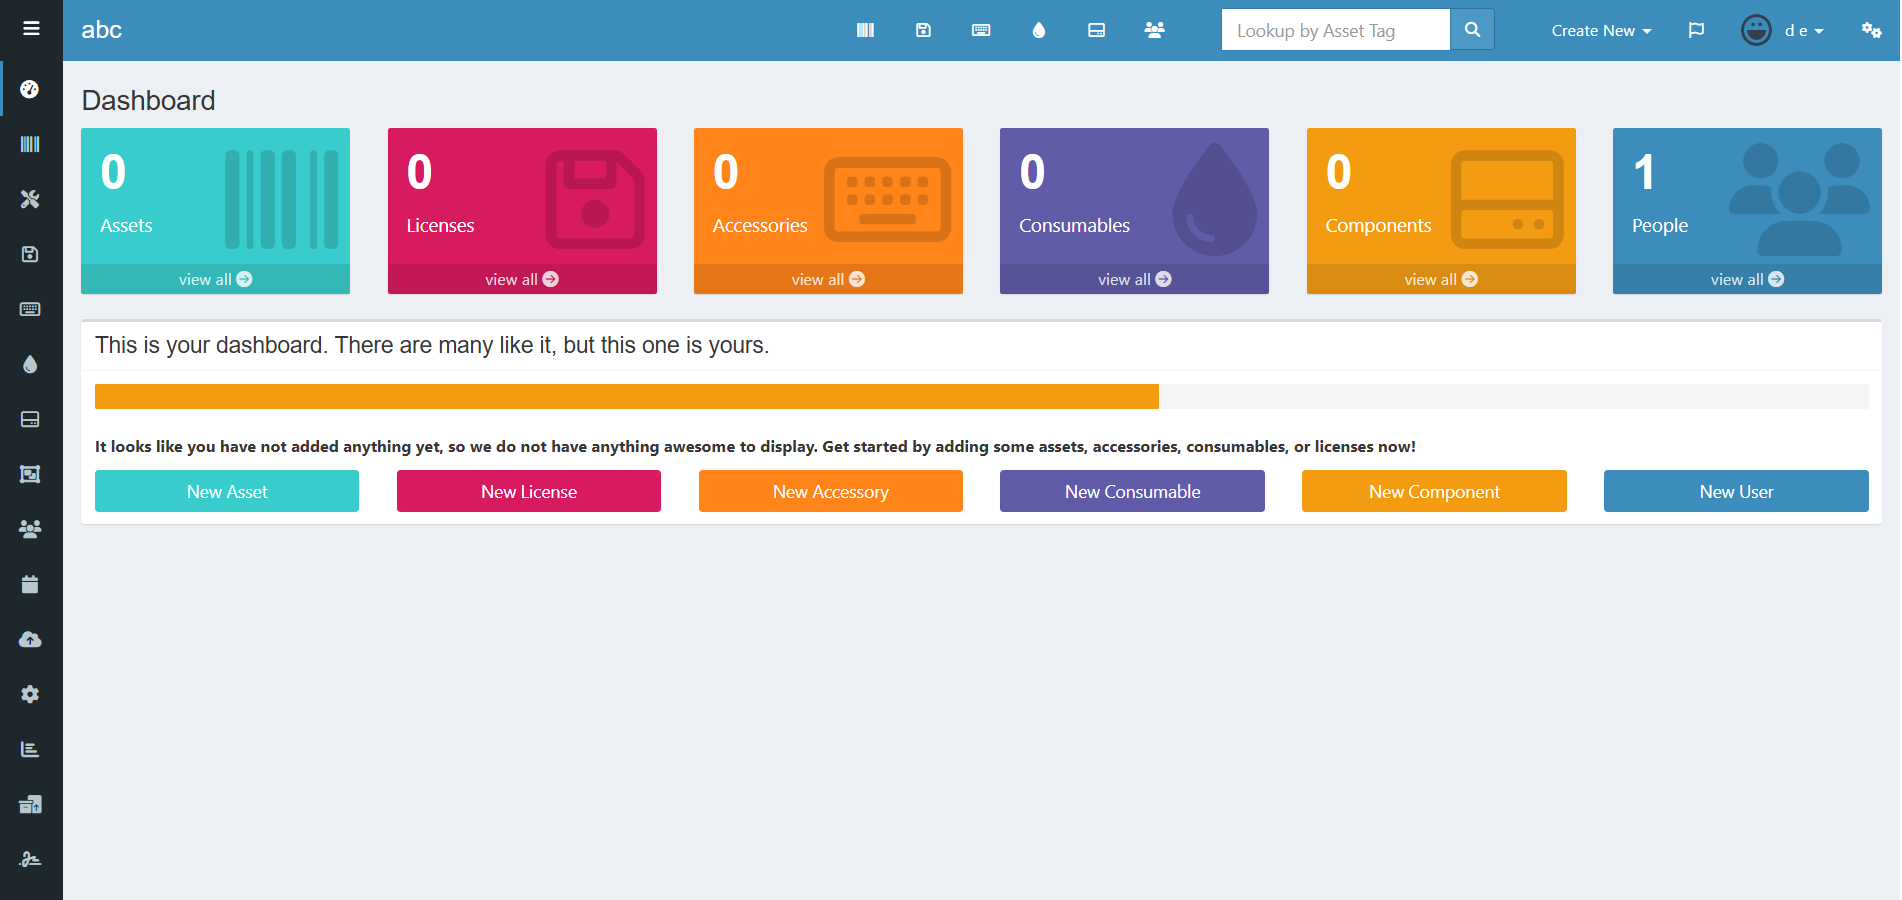 abc
Lookup by Asset Tag
Create New
d e
Dashboard
0
Assets
view all
0
Licenses
view all
0
Accessories
view all
0
Consumables
view all
0
Components
view all
1
People
view all
This is your dashboard. There are many like it, but this one is yours.
It looks like you have not added anything yet, so we do not have anything awesome to display. Get started by adding some assets, accessories, consumables, or licenses now!
New Asset
New License
New Accessory
New Consumable
New Component
New User